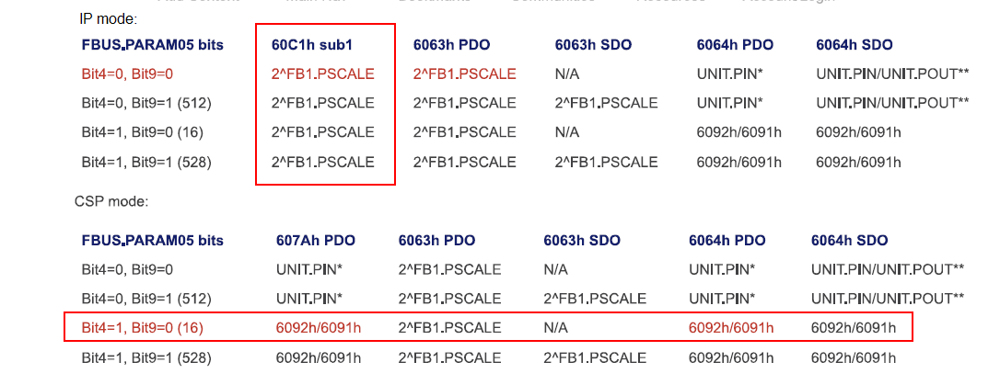 IP mode:
FBUS.PARAM05 bits 60C1h sub1 6063h PDO 6063h SDO 6064h PDO 6064h SDO
Bit4=0, Bit9=0 2^FB1.PSCALE 2^FB1.PSCALE N/A UNIT.PIN* UNIT.PIN/UNIT.POUT**
Bit4=0, Bit9=1 (512) 2^FB1.PSCALE 2^FB1.PSCALE 2^FB1.PSCALE UNIT.PIN* UNIT.PIN/UNIT.POUT**
Bit4=1, Bit9=0 (16) 2^FB1.PSCALE 2^FB1.PSCALE N/A 6092h/6091h 6092h/6091h
Bit4=1, Bit9=1 (528) 2^FB1.PSCALE 2^FB1.PSCALE 2^FB1.PSCALE 6092h/6091h 6092h/6091h
CSP mode:
FBUS.PARAM05 bits 607Ah PDO 6063h PDO 6063h SDO 6064h PDO 6064h SDO
Bit4=0, Bit9=0 UNIT.PIN* 2^FB1.PSCALE N/A UNIT.PIN* UNIT.PIN/UNIT.POUT**
Bit4=0, Bit9=1 (512) UNIT.PIN* 2^FB1.PSCALE 2^FB1.PSCALE UNIT.PIN* UNIT.PIN/UNIT.POUT**
Bit4=1, Bit9=0 (16) 6092h/6091h 2^FB1.PSCALE N/A 6092h/6091h 6092h/6091h
Bit4=1, Bit9=1 (528) 6092h/6091h 2^FB1.PSCALE 2^FB1.PSCALE 6092h/6091h 6092h/6091h